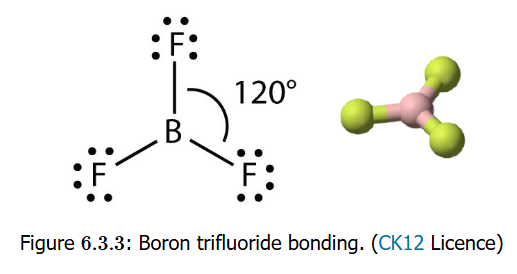 F
120°
B
F
F
Figure 6.3.3: Boron trifluoride bonding. (CK12 Licence)